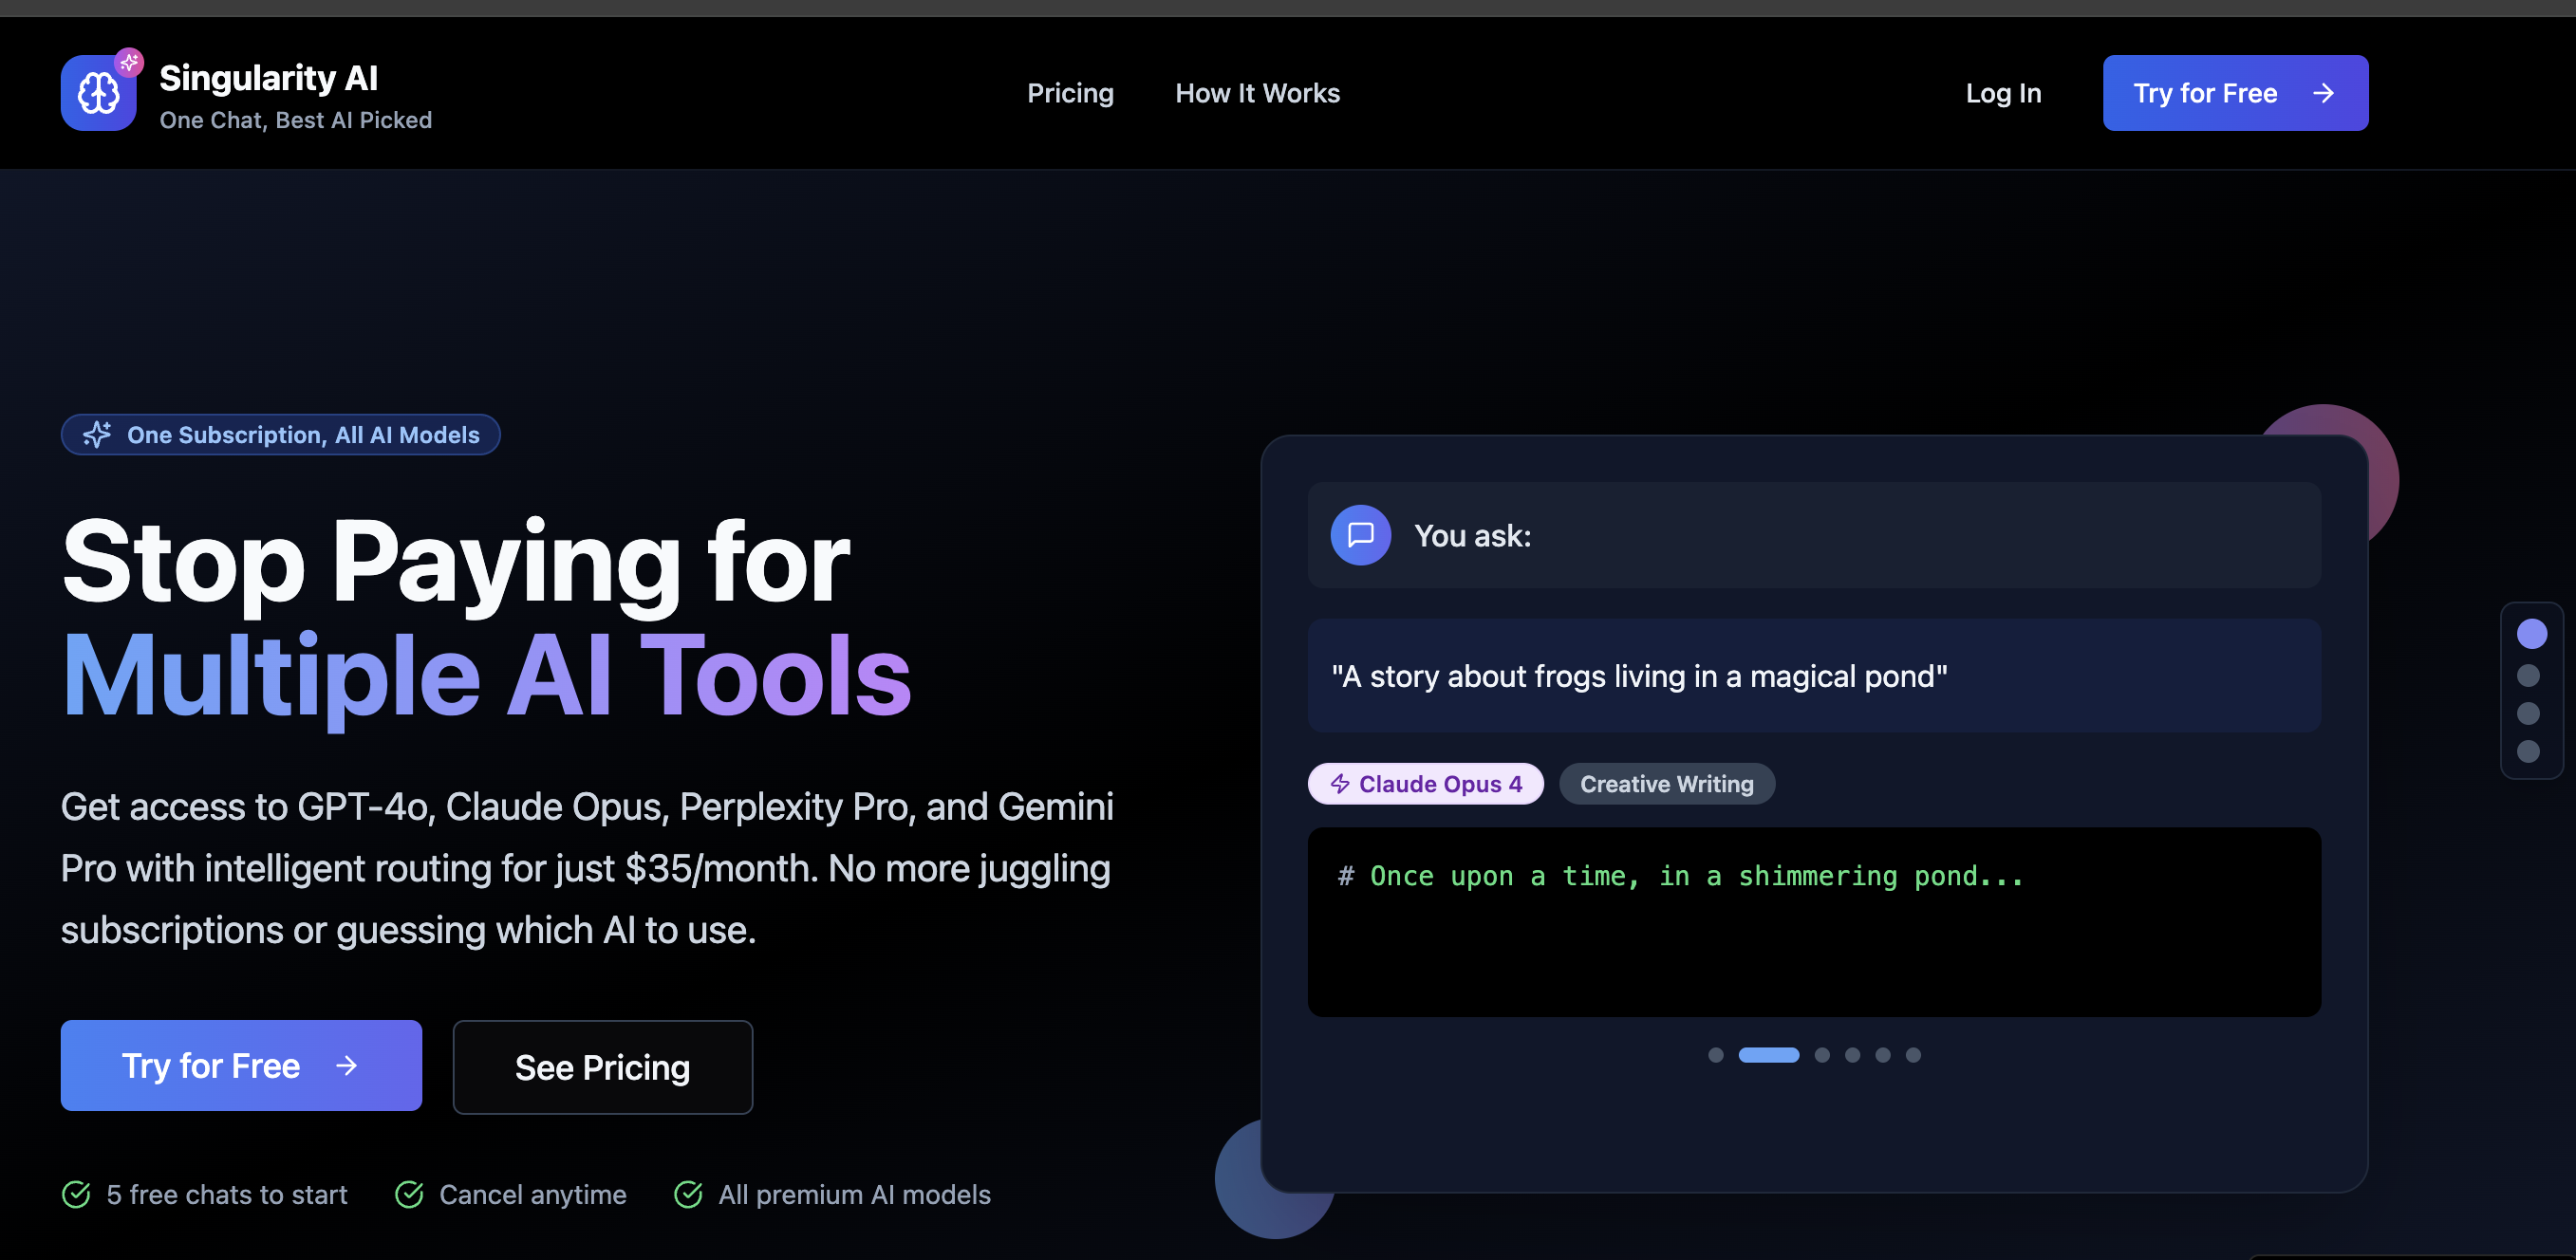 Singularity AI
One Chat, Best AI Picked
Pricing
How It Works
Log In
Try for Free
One Subscription, All AI Models
Stop Paying for
Multiple AI Tools
Get access to GPT-4o, Claude Opus, Perplexity Pro, and Gemini
Pro with intelligent routing for just $35/month. No more juggling
subscriptions or guessing which AI to use.
Try for Free
See Pricing
5 free chats to start
Cancel anytime
All premium AI models
You ask:
"A story about frogs living in a magical pond"
Claude Opus 4
Creative Writing
# Once upon a time, in a shimmering pond...